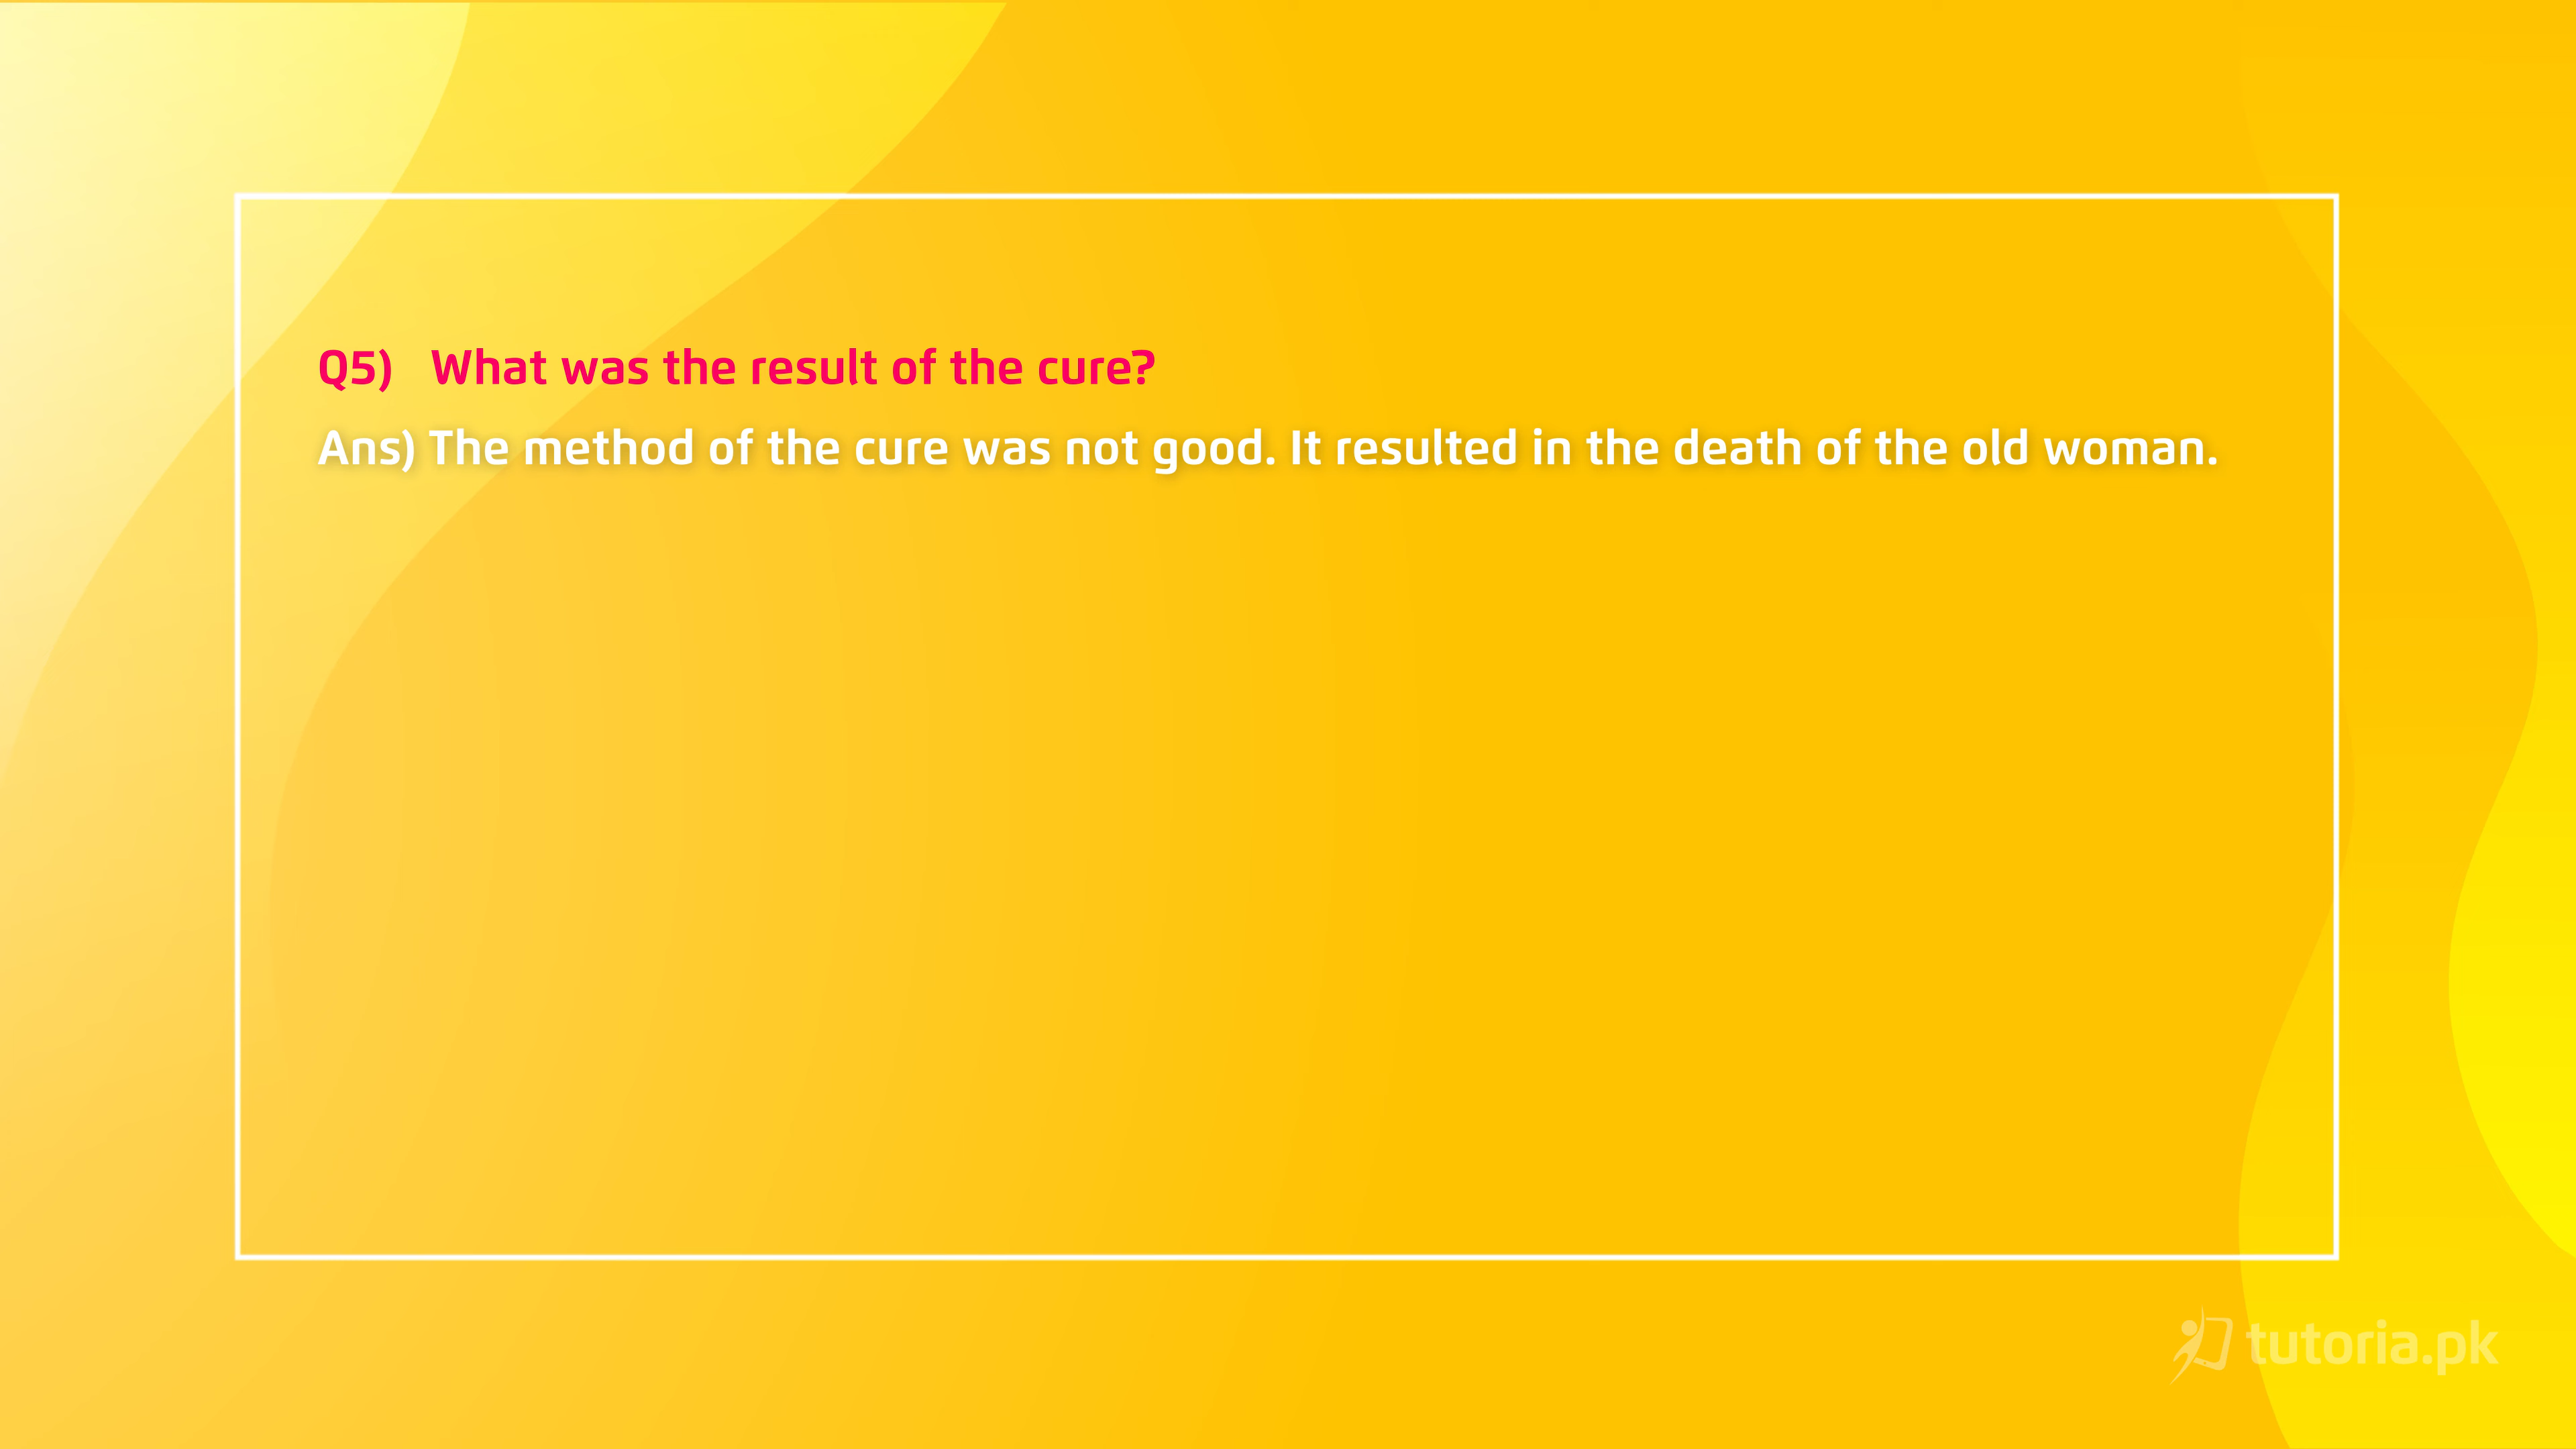 Q5) What was the result of the cure?
Ans) The method of the cure was not good. It resulted in the death of the old woman.
tutoria.pk